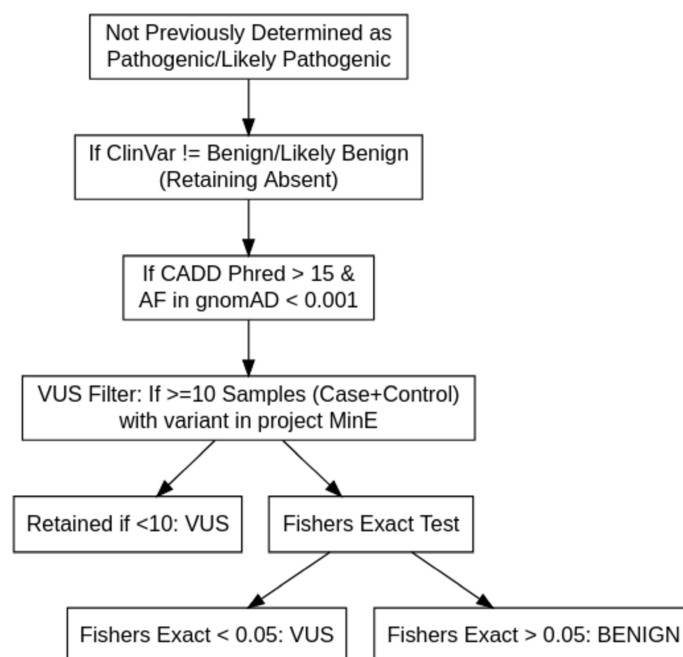 Not Previously Determined as
Pathogenic/Likely Pathogenic
If ClinVar != Benign/Likely Benign
(Retaining Absent)
If CADD Phred > 15 &
AF in gnomAD < 0.001
VUS Filter: If >=10 Samples (Case+Control)
with variant in project MinE
Retained if <10: VUS
Fishers Exact Test
Fishers Exact < 0.05: VUS
Fishers Exact > 0.05: BENIGN